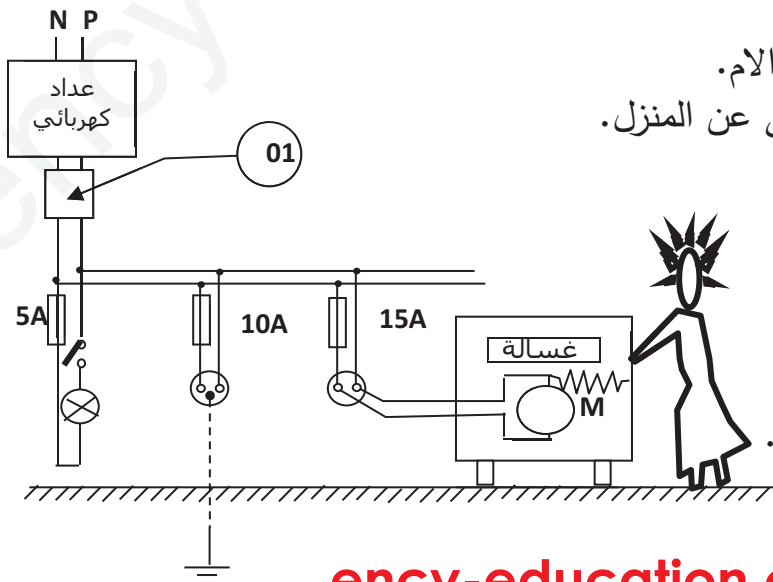 N P
الام.
عن المنزل.
عداد
كهربائي
01
5A
10A
15A
غسالة
M
ency-education